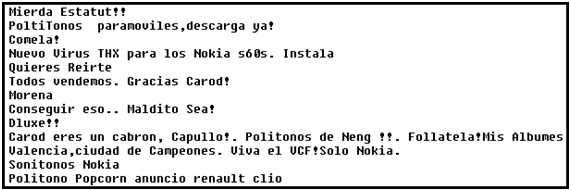 Mierda Estatut!!
PoltiTonos  paramoviles,descarga ya!
Comela!
Nuevo Virus THX para los Nokia s60s. Instala
Quieres Reirte
Todos vendemos. Gracias Carod!
Morena
Conseguir eso.. Maldito Sea!
Dluxe!!
Carod eres un cabron, Capullo!. Politonos de Neng !!. Follatela!Mis Albumes
Valencia,ciudad de Campeones. Viva el VCF!Solo Nokia.
Sonitonos Nokia
Politono Popcorn anuncio renault clio